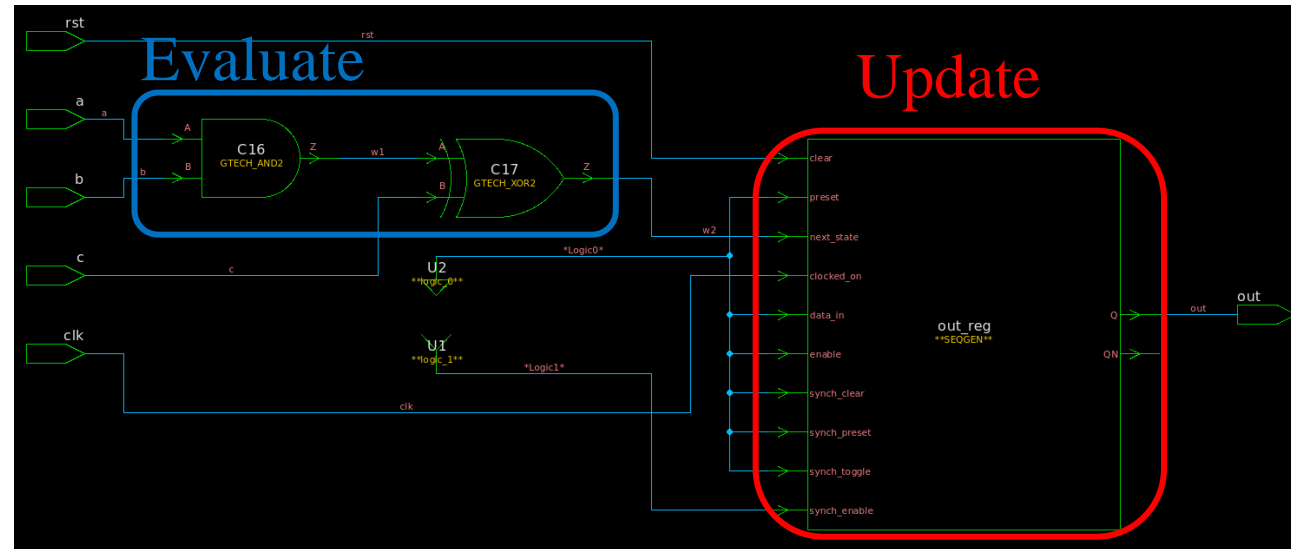 rst
rst
Evaluate
Update
a
a
A
C16
GTECH_AND2
Z
w1
A
C17
GTECH_XOR2
Z
clear
b
b
B
B
preset
w2
next_state
c
c
*Logic0*
U2
**logic_0**
clocked_on
data_in
out_reg
**SEQGEN**
Q
out
out
clk
U1
**logic_1**
*Logic1*
enable
QN
synch_clear
clk
synch_preset
synch_toggle
synch_enable